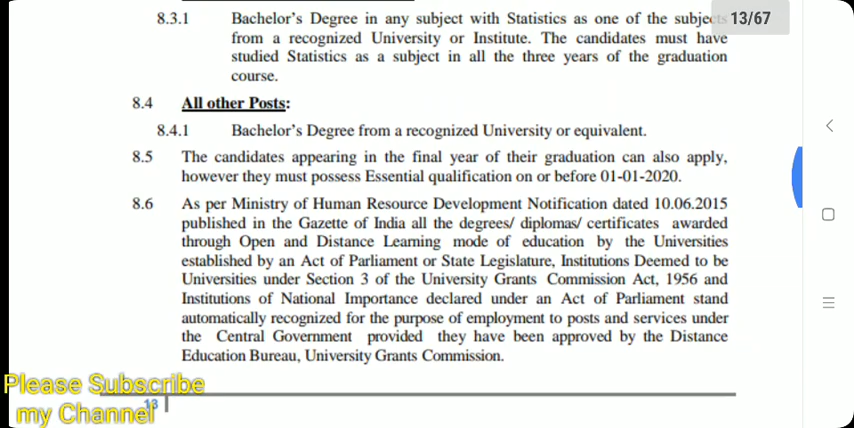 8.3.1 Bachelor's Degree in any subject with Statistics as one of the subjects
from a recognized University or Institute. The candidates must have
studied Statistics as a subject in all the three years of the graduation
course.
13/67
8.4 All other Posts:
8.4.1 Bachelor's Degree from a recognized University or equivalent.
8.5 The candidates appearing in the final year of their graduation can also apply,
however they must possess Essential qualification on or before 01-01-2020.
8.6 As per Ministry of Human Resource Development Notification dated 10.06.2015
published in the Gazette of India all the degrees/ diplomas/ certificates awarded
through Open and Distance Learning mode of education by the Universities
established by an Act of Parliament or State Legislature, Institutions Deemed to be
Universities under Section 3 of the University Grants Commission Act, 1956 and
Institutions of National Importance declared under an Act of Parliament stand
automatically recognized for the purpose of employment to posts and services under
the Central Government provided they have been approved by the Distance
Education Bureau, University Grants Commission.
Please Subscribe
my Channel
13